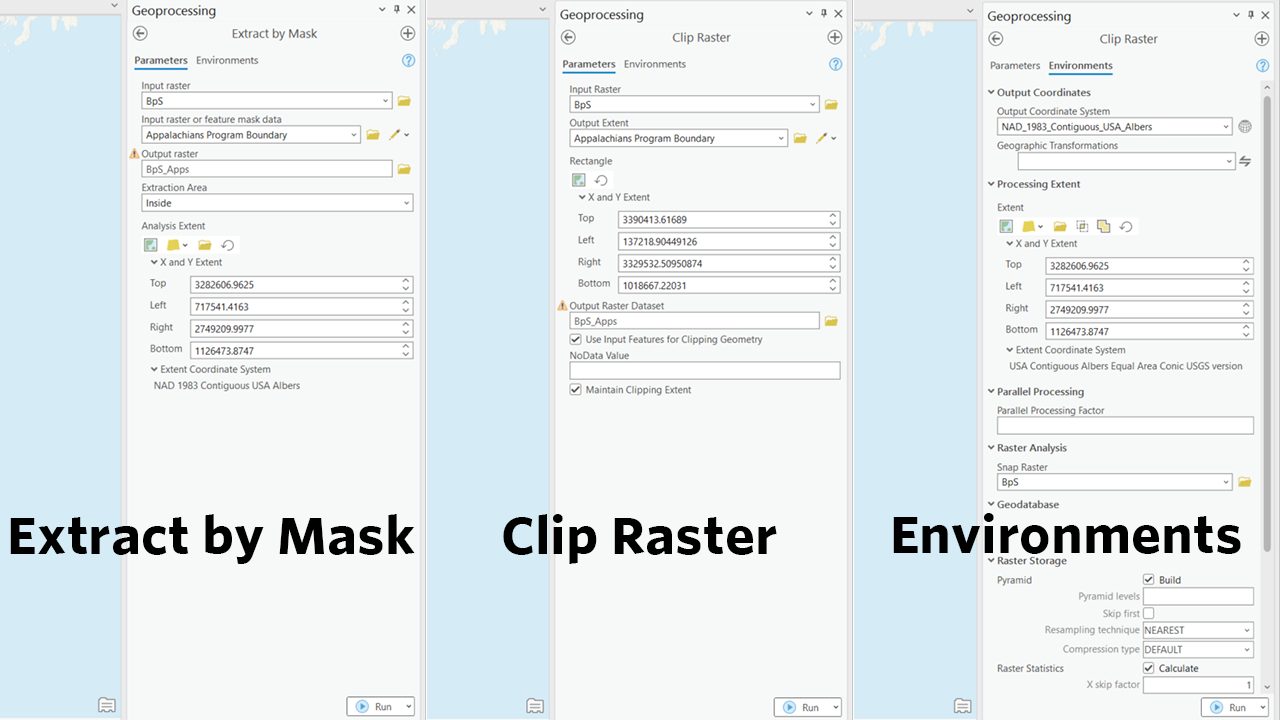 Geoprocessing
Extract by Mask
Parameters Environments
Input raster
BpS
Input raster or feature mask data
Appalachians Program Boundary
Output raster
BpS_Apps
Extraction Area
Inside
Analysis Extent
X and Y Extent
Top 3282606.9625
Left 717541.4163
Right 2749209.9977
Bottom 1126473.8747
Extent Coordinate System
NAD 1983 Contiguous USA Albers
Extract by Mask
Run
Geoprocessing
Clip Raster
Parameters Environments
Input Raster
BpS
Output Extent
Appalachians Program Boundary
Rectangle
X and Y Extent
Top 3390413.61689
Left 137218.90449126
Right 3329532.50950874
Bottom 1018667.22031
Output Raster Dataset
BpS_Apps
Use Input Features for Clipping Geometry
NoData Value
Maintain Clipping Extent
Clip Raster
Run
Geoprocessing
Clip Raster
Parameters Environments
Output Coordinates
Output Coordinate System
NAD_1983_Contiguous_USA_Albers
Geographic Transformations
Processing Extent
Extent
X and Y Extent
Top 3282606.9625
Left 717541.4163
Right 2749209.9977
Bottom 1126473.8747
Extent Coordinate System
USA Contiguous Albers Equal Area Conic USGS version
Parallel Processing
Parallel Processing Factor
Raster Analysis
Snap Raster
BpS
Geodatabase
Environments
Raster Storage
Pyramid Build
Pyramid levels
Skip first
Resampling technique NEAREST
Compression type DEFAULT
Raster Statistics Calculate
X skip factor 1
Run